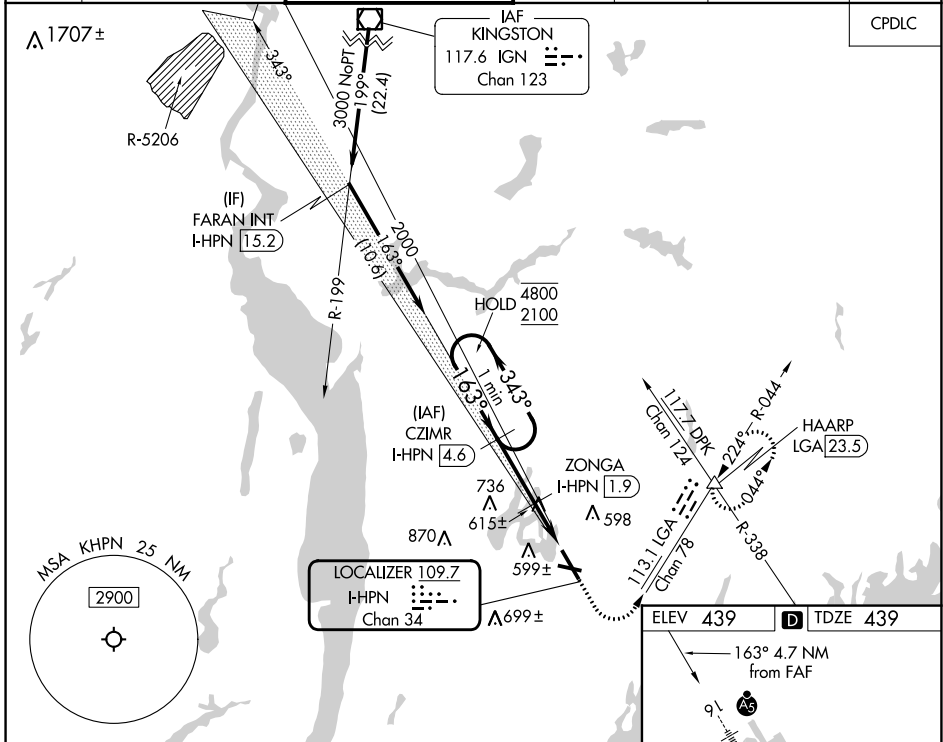 1707±
CPDLC
IAF
KINGSTON
117.6 IGN
Chan 123
343°
R-5206
3000 NoPT
199°
(22.4)
(IF)
FARAN INT
I-HPN 15.2
2000
163°
(10.6)
R-199
HOLD
4800
2100
1 min
163°
343°
(IAF)
CZIMR
I-HPN 4.6
117.7 DPK
Chan 124
224°
R-044
HAARP
LGA 23.5
044°
ZONGA
I-HPN 1.9
736
615±
598
870
599±
113.1 LGA
Chan 78
R-338
MSA KHPN 25 NM
2900
LOCALIZER 109.7
I-HPN
Chan 34
699±
ELEV 439
D
TDZE 439
163° 4.7 NM
from FAF
A5
16